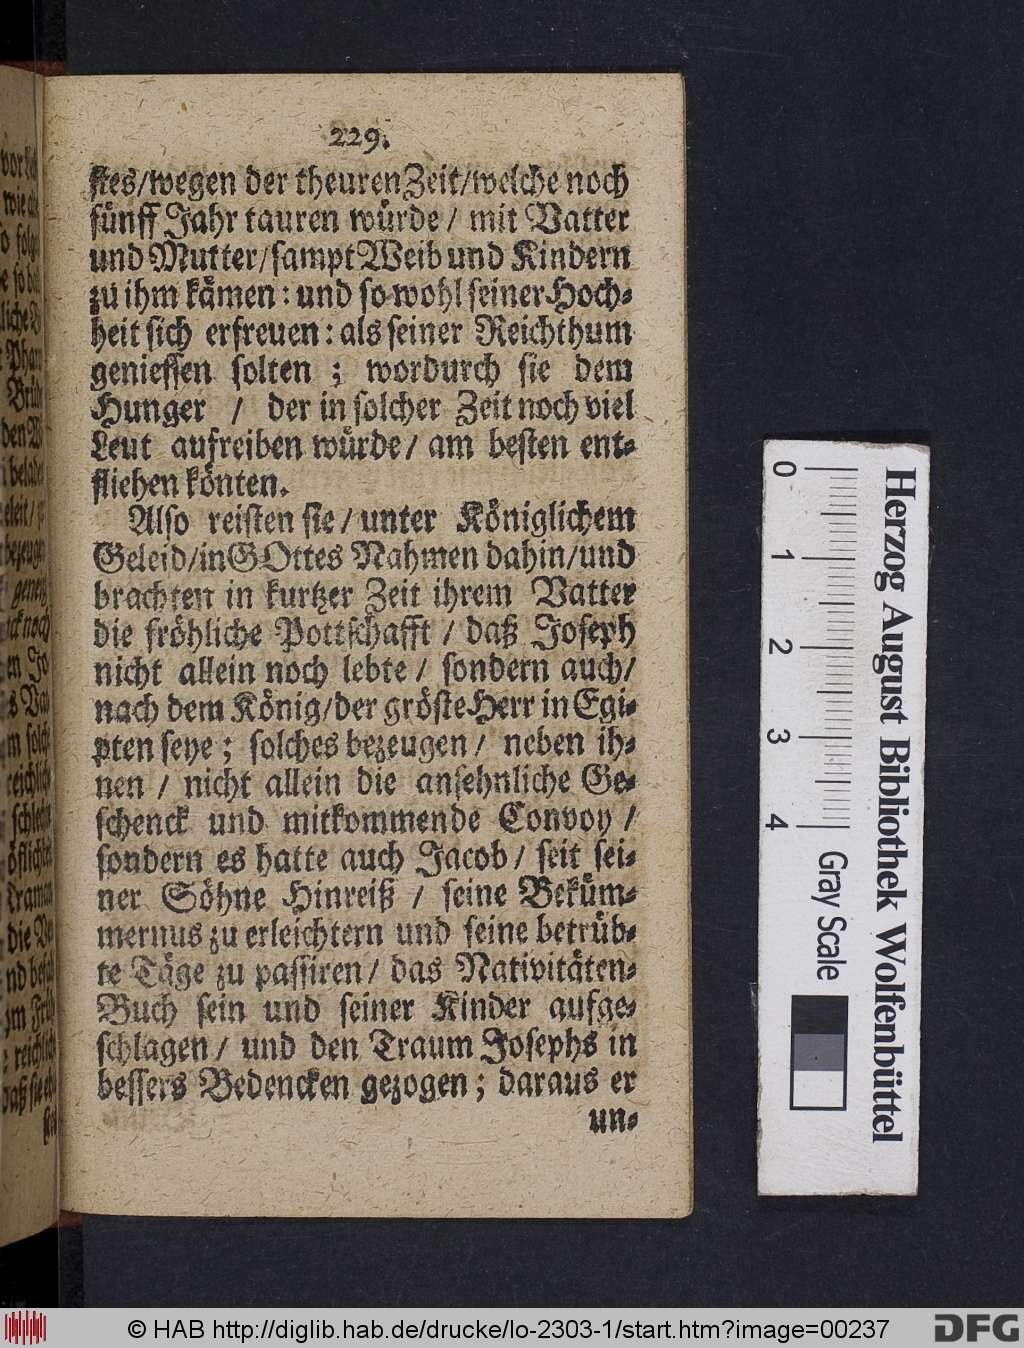 229.
stes/wegen der theuren Zeit/welche noch
fünff Jahr tauren würde / mit Vatter
und Mutter/sampt Weib und Kindern
zu ihm kämen: und so wohl seiner Hoch-
heit sich erfreuen: als seiner Reichthum
geniessen solten ; wordurch sie dem
Hunger / der in solcher Zeit noch viel
Leut aufreiben würde/ am besten ent-
fliehen könten.
Also reisten sie / unter Königlichem
Geleid/in GOttes Nahmen dahin/und
brachten in kurtzer Zeit ihrem Vatter
die fröhliche Pottschafft / daß Joseph
nicht allein noch lebte / sondern auch/
nach dem König/der gröste Herr in Egi-
pten seye ; solches bezeugen / neben ih-
nen / nicht allein die ansehnliche Ge-
schenck und mitkommende Convoy /
sondern es hatte auch Jacob / seit sei-
ner Söhne Hinreiß / seine Beküm-
mernus zu erleichtern und seine betrüb-
te Täge zu passiren / das Nativitäten-
Buch sein und seiner Kinder aufge-
schlagen / und den Traum Josephs in
bessers Bedencken gezogen ; daraus er
un-
0 1 2 3 4 Gray Scale
Herzog August Bibliothek Wolfenbüttel
© HAB http://diglib.hab.de/drucke/lo-2303-1/start.htm?image=00237
DFG